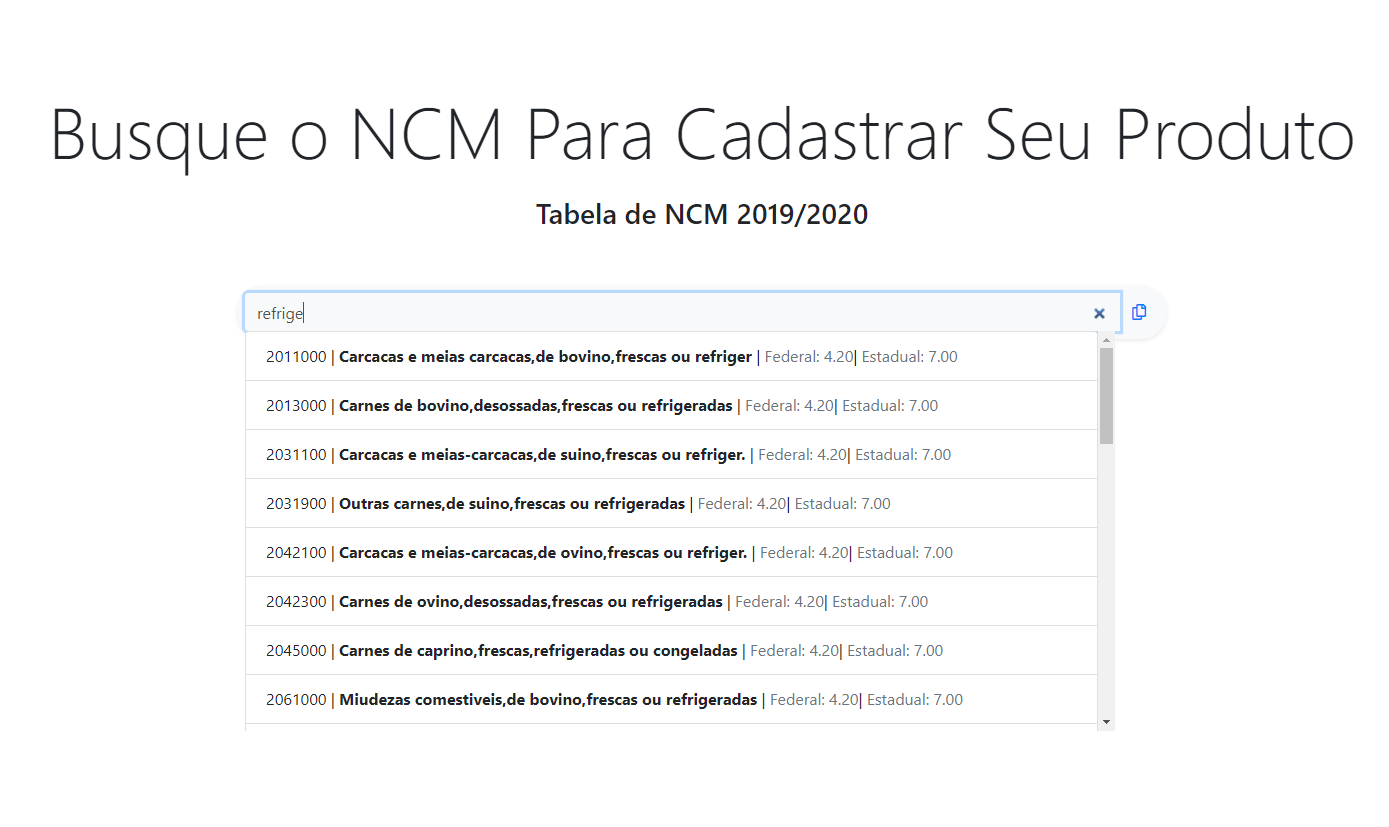 Busque o NCM Para Cadastrar Seu Produto
Tabela de NCM 2019/2020
refrige
2011000 | Carcacas e meias carcacas,de bovino,frescas ou refriger | Federal: 4.20| Estadual: 7.00
2013000 | Carnes de bovino,desossadas,frescas ou refrigeradas | Federal: 4.20| Estadual: 7.00
2031100 | Carcacas e meias-carcacas,de suino,frescas ou refriger. | Federal: 4.20| Estadual: 7.00
2031900 | Outras carnes,de suino,frescas ou refrigeradas | Federal: 4.20| Estadual: 7.00
2042100 | Carcacas e meias-carcacas,de ovino,frescas ou refriger. | Federal: 4.20| Estadual: 7.00
2042300 | Carnes de ovino,desossadas,frescas ou refrigeradas | Federal: 4.20| Estadual: 7.00
2045000 | Carnes de caprino,frescas,refrigeradas ou congeladas | Federal: 4.20| Estadual: 7.00
2061000 | Miudezas comestiveis,de bovino,frescas ou refrigeradas | Federal: 4.20| Estadual: 7.00